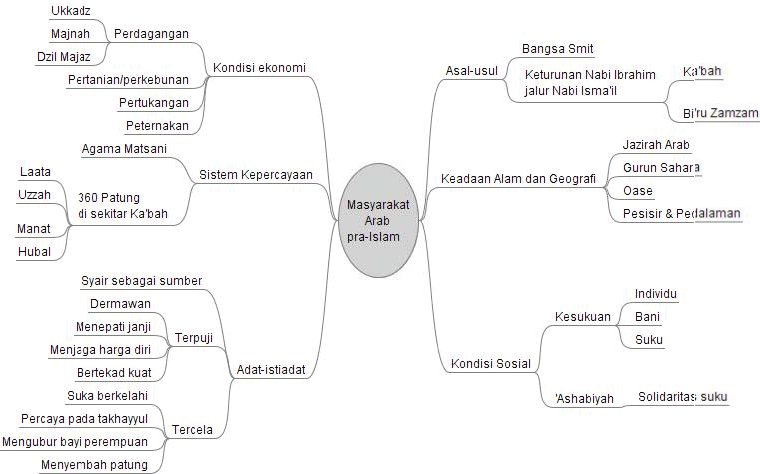 Ukkadz
Majnah
Dzil Majaz
Perdagangan
Pertanian/perkebunan
Pertukangan
Peternakan
Kondisi ekonomi
Agama Matsani
Laata
Uzzah
Manat
Hubal
360 Patung
di sekitar Ka'bah
Sistem Kepercayaan
Syair sebagai sumber
Dermawan
Menepati janji
Menjaga harga diri
Bertekad kuat
Terpuji
Suka berkelahi
Percaya pada takhayyul
Mengubur bayi perempuan
Menyembah patung
Tercela
Adat-istiadat
Masyarakat
Arab
pra-Islam
Asal-usul
Bangsa Smit
Keturunan Nabi Ibrahim
jalur Nabi Isma'il
Ka'bah
Bi'ru Zamzam
Keadaan Alam dan Geografi
Jazirah Arab
Gurun Sahara
Oase
Pesisir & Pedalaman
Kondisi Sosial
Kesukuan
Individu
Bani
Suku
'Ashabiyah
Solidaritas suku